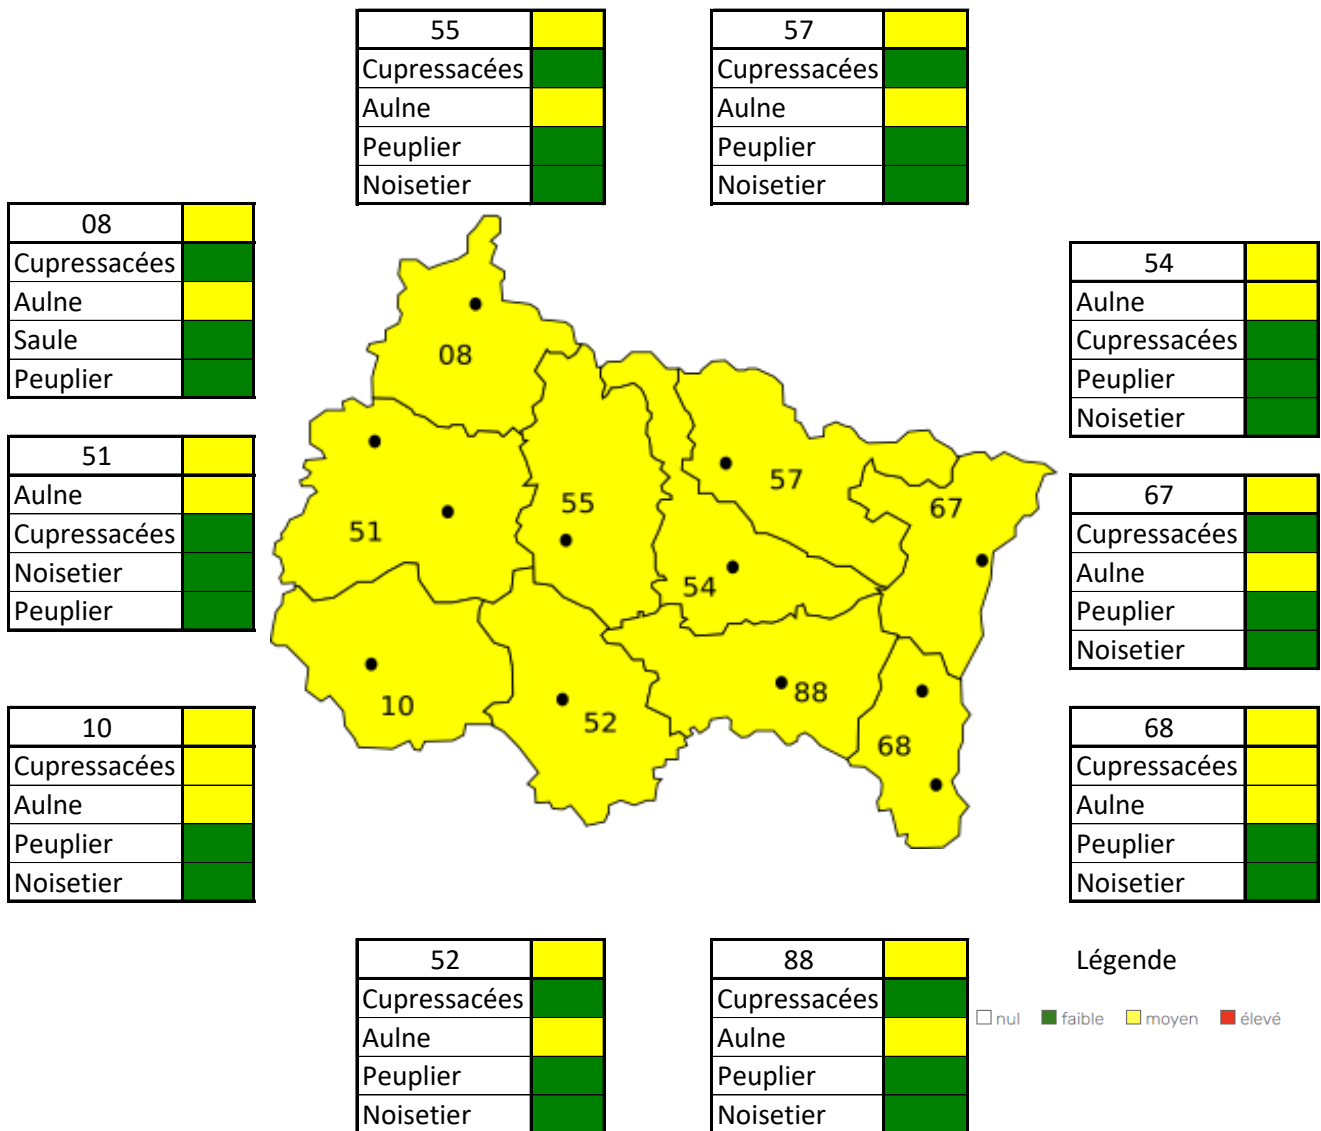 55
Cupressacées
Aulne
Peuplier
Noisetier
57
Cupressacées
Aulne
Peuplier
Noisetier
08
Cupressacées
Aulne
Saule
Peuplier
51
Aulne
Cupressacées
Noisetier
Peuplier
10
Cupressacées
Aulne
Peuplier
Noisetier
08
57
55
67
51
54
88
10
52
68
54
Aulne
Cupressacées
Peuplier
Noisetier
67
Cupressacées
Aulne
Peuplier
Noisetier
68
Cupressacées
Aulne
Peuplier
Noisetier
52
Cupressacées
Aulne
Peuplier
Noisetier
88
Cupressacées
Aulne
Peuplier
Noisetier
Légende
nul faible moyen élevé